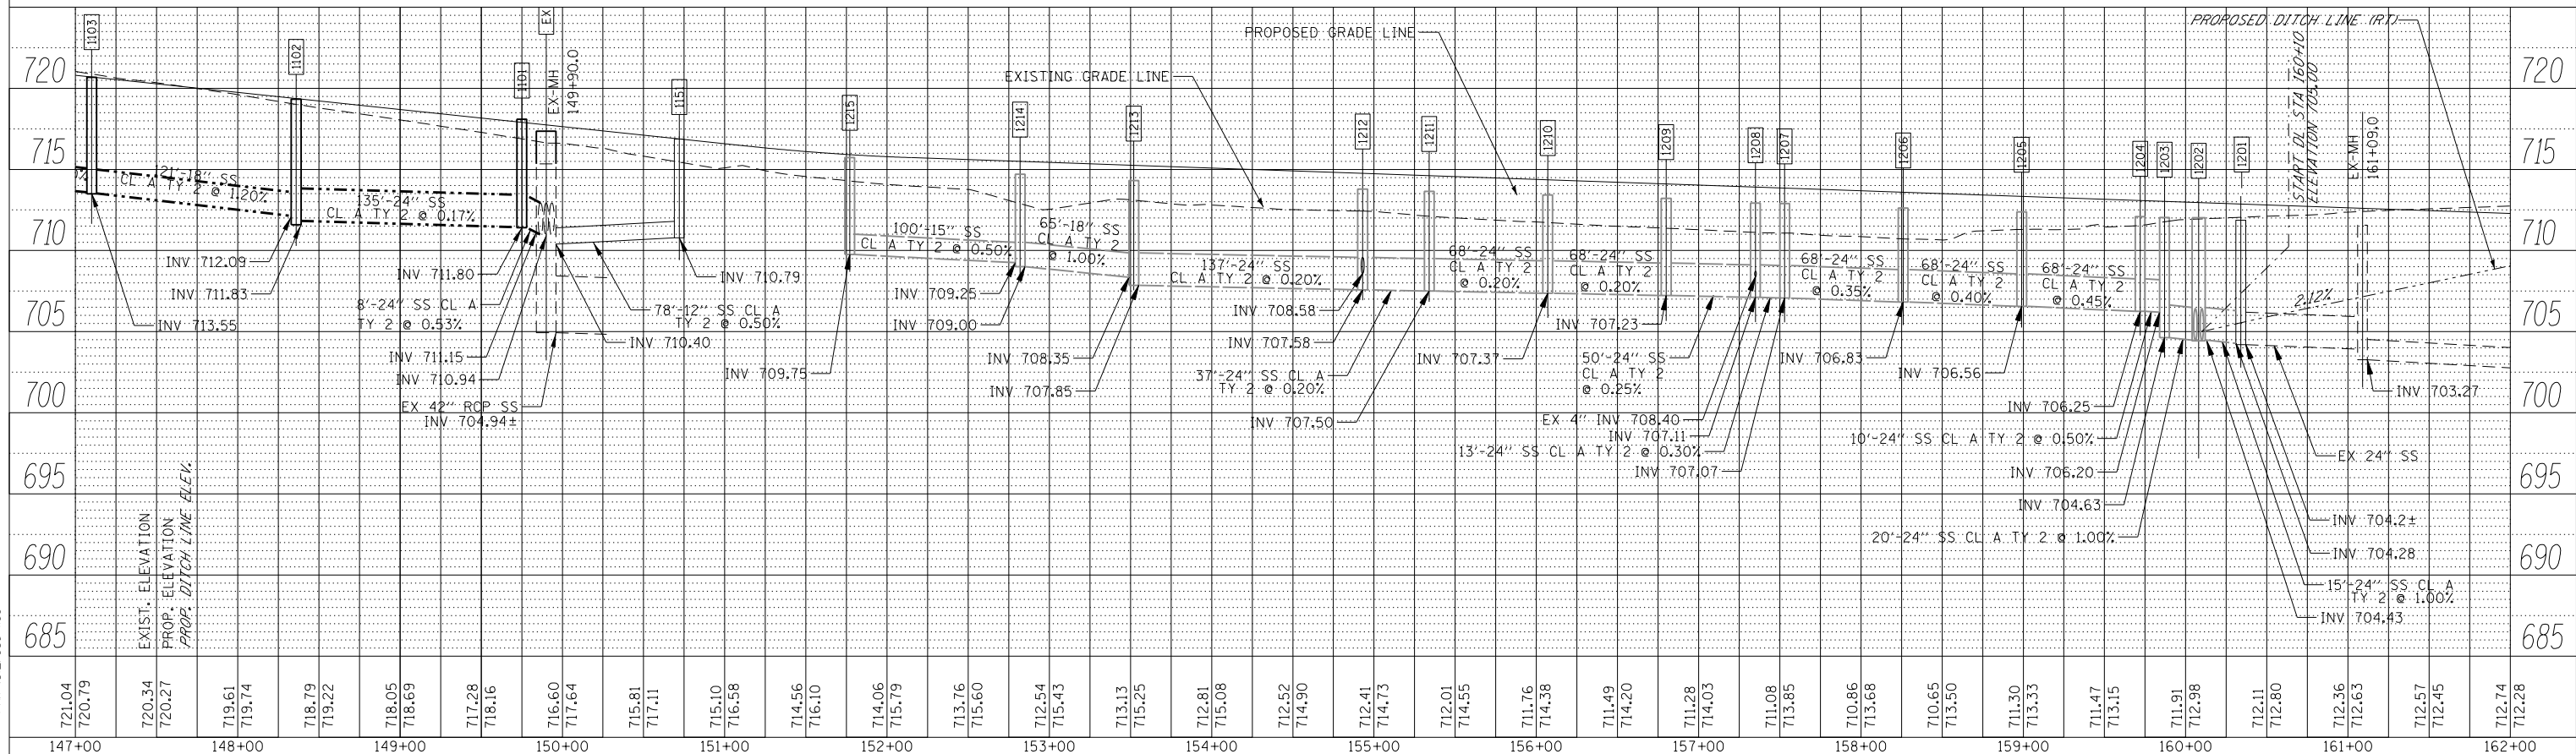 PROPOSED DITCH LINE (RT)
PROPOSED GRADE LINE
EXISTING GRADE LINE
START DL STA 160+10
ELEVATION 705.00
1103
1102
1101
EX
EX-MH
149+90.0
1151
1215
1214
1213
1212
1211
1210
1209
1208
1207
1206
1205
1204
1203
1202
1201
EX-MH
161+09.0
720
720
715
715
710
710
705
705
700
700
695
695
690
690
685
685
121'-18" SS
CL A TY 2 @ 1.20%
135'-24" SS
CL A TY 2 @ 0.17%
100'-15" SS
CL A TY 2 @ 0.50%
65'-18" SS
CL A TY 2
@ 1.00%
137'-24" SS
CL A TY 2 @ 0.20%
68'-24" SS
CL A TY 2
@ 0.20%
68'-24" SS
CL A TY 2
@ 0.20%
68'-24" SS
CL A TY 2
@ 0.35%
68'-24" SS
CL A TY 2
@ 0.40%
68'-24" SS
CL A TY 2
@ 0.45%
2.12%
INV 712.09
INV 711.83
INV 713.55
INV 711.80
8'-24" SS CL A
TY 2 @ 0.53%
INV 711.15
INV 710.94
EX 42" RCP SS
INV 704.94±
INV 710.79
78'-12" SS CL A
TY 2 @ 0.50%
INV 710.40
INV 709.75
INV 709.25
INV 709.00
INV 708.35
INV 707.85
INV 708.58
INV 707.58
37'-24" SS CL A
TY 2 @ 0.20%
INV 707.50
INV 707.37
INV 707.23
50'-24" SS
CL A TY 2
@ 0.25%
EX 4" INV 708.40
INV 707.11
13'-24" SS CL A TY 2 @ 0.30%
INV 707.07
INV 706.83
INV 706.56
INV 706.25
10'-24" SS CL A TY 2 @ 0.50%
INV 706.20
INV 704.63
20'-24" SS CL A TY 2 @ 1.00%
INV 703.27
EX 24" SS
INV 704.2±
INV 704.28
15'-24" SS CL A
TY 2 @ 1.00%
INV 704.43
EXIST. ELEVATION
PROP. ELEVATION
PROP. DITCH LINE ELEV.
721.04
720.79
720.34
720.27
719.61
719.74
718.79
719.22
718.05
718.69
717.28
718.16
716.60
717.64
715.81
717.11
715.10
716.58
714.56
716.10
714.06
715.79
713.76
715.60
712.54
715.43
713.13
715.25
712.81
715.08
712.52
714.90
712.41
714.73
712.01
714.55
711.76
714.38
711.49
714.20
711.28
714.03
711.08
713.85
710.86
713.68
710.65
713.50
711.30
713.33
711.47
713.15
711.91
712.98
712.11
712.80
712.36
712.63
712.57
712.45
712.74
712.28
147+00
148+00
149+00
150+00
151+00
152+00
153+00
154+00
155+00
156+00
157+00
158+00
159+00
160+00
161+00
162+00